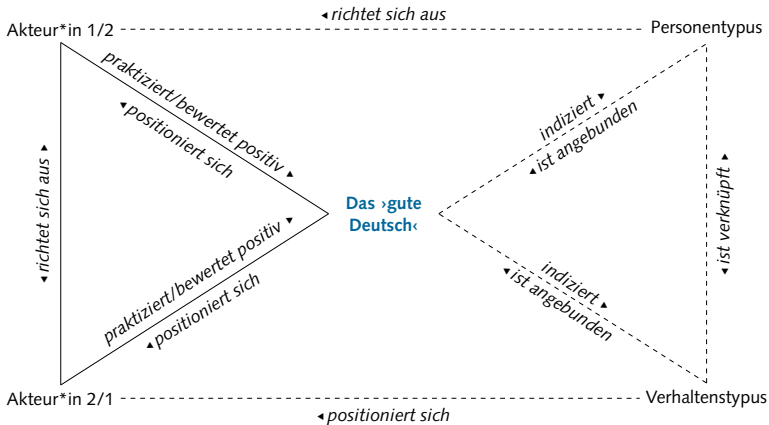 ◂ richtet sich aus
Akteur*in 1/2
Personentypus
praktiziert/bewertet positiv ▸
◂ positioniert sich
indiziert ▸
◂ ist angebunden
◂ richtet sich aus ▸
Das ›gute
Deutsch‹
◂ ist verknüpft ▸
praktiziert/bewertet positiv ▸
◂ positioniert sich
indiziert ▸
◂ ist angebunden
Akteur*in 2/1
Verhaltenstypus
◂ positioniert sich